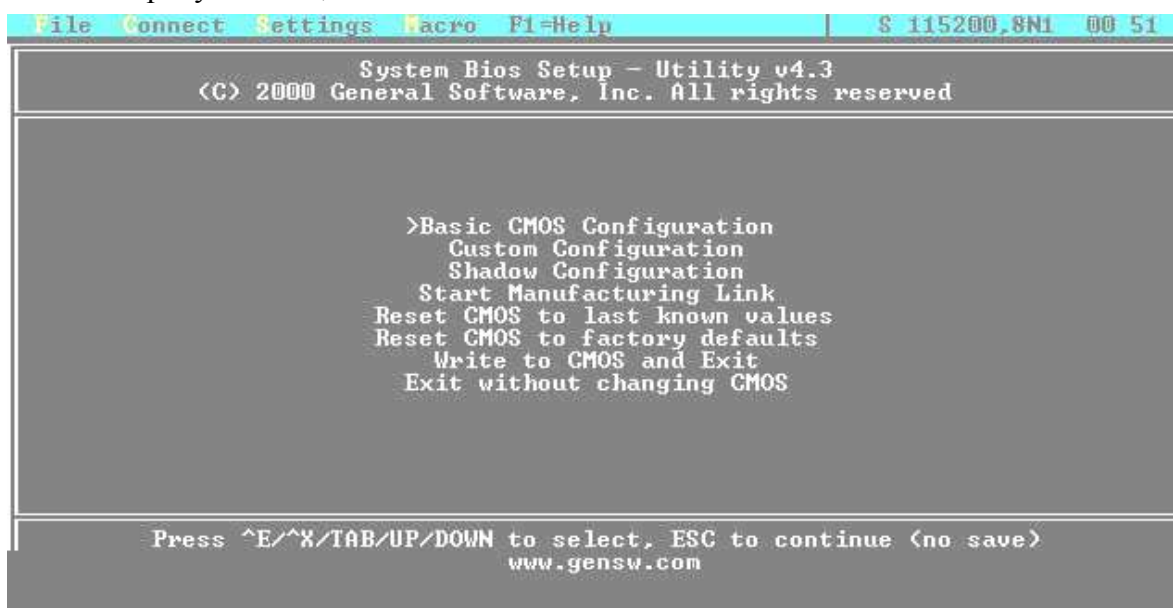 File Connect Settings Macro F1=Help | S 115200,8N1 00 51
System Bios Setup - Utility v4.3
(C) 2000 General Software, Inc. All rights reserved
>Basic CMOS Configuration
Custom Configuration
Shadow Configuration
Start Manufacturing Link
Reset CMOS to last known values
Reset CMOS to factory defaults
Write to CMOS and Exit
Exit without changing CMOS
Press ^E/^X/TAB/UP/DOWN to select, ESC to continue (no save)
www.gensw.com